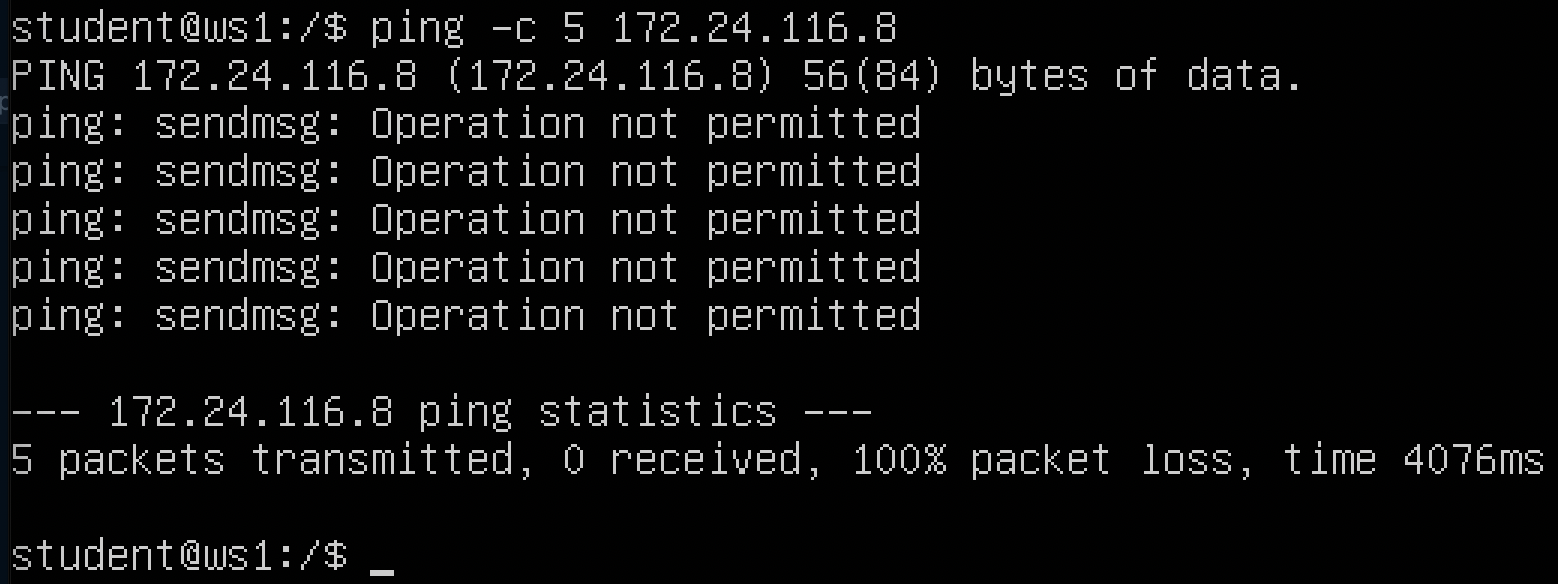 student@ws1:/$ ping -c 5 172.24.116.8
PING 172.24.116.8 (172.24.116.8) 56(84) bytes of data.
ping: sendmsg: Operation not permitted
ping: sendmsg: Operation not permitted
ping: sendmsg: Operation not permitted
ping: sendmsg: Operation not permitted
ping: sendmsg: Operation not permitted

--- 172.24.116.8 ping statistics ---
5 packets transmitted, 0 received, 100% packet loss, time 4076ms

student@ws1:/$ _